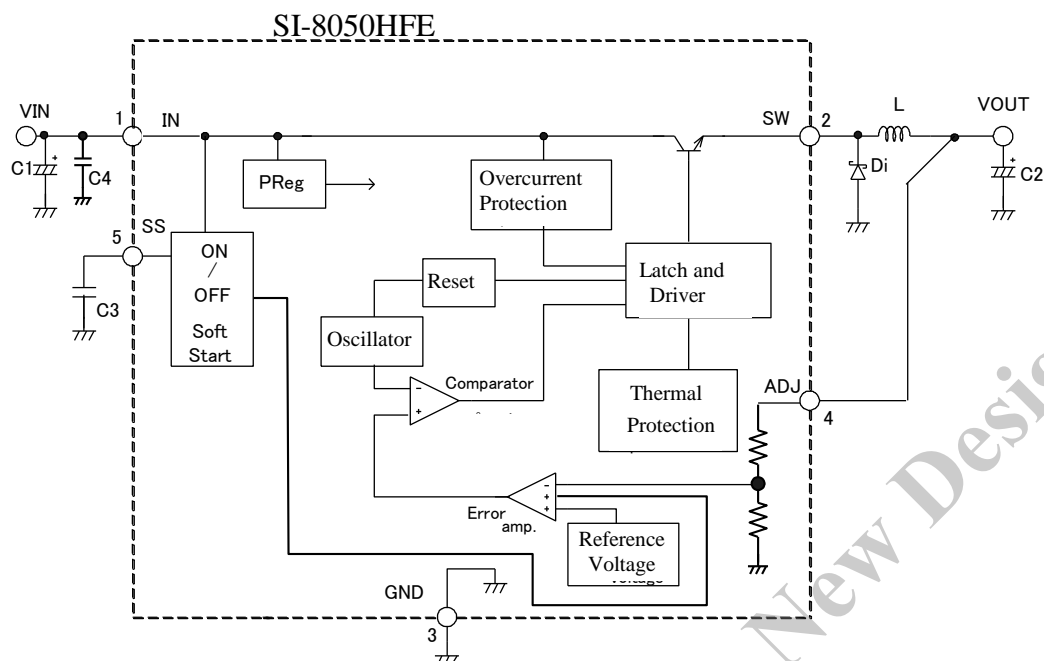 SI-8050HFE
VIN
1
IN
SW
2
L
VOUT
C1
+
C4
PReg
Overcurrent
Protection
Di
+
C2
SS
5
ON
/
OFF
Soft
Start
C3
Reset
Latch and
Driver
Oscillator
-
+
Comparator
Thermal
Protection
ADJ
4
Error
amp.
-
+
+
Reference
Voltage
GND
3
New Desig